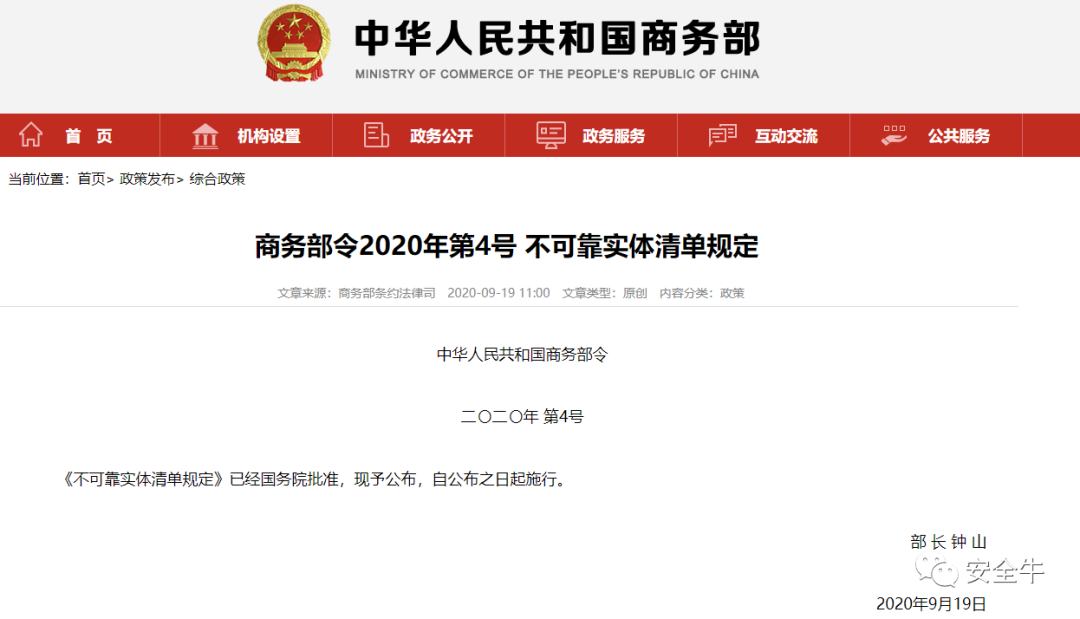 中华人民共和国商务部
MINISTRY OF COMMERCE OF THE PEOPLE'S REPUBLIC OF CHINA
首 页 机构设置 政务公开 政务服务 互动交流 公共服务
当前位置：首页> 政策发布> 综合政策
商务部令2020年第4号 不可靠实体清单规定
文章来源：商务部条约法律司 2020-09-19 11:00 文章类型：原创 内容分类：政策
中华人民共和国商务部令
二〇二〇年 第4号
《不可靠实体清单规定》已经国务院批准，现予公布，自公布之日起施行。
部 长 钟 山
安全牛
2020年9月19日